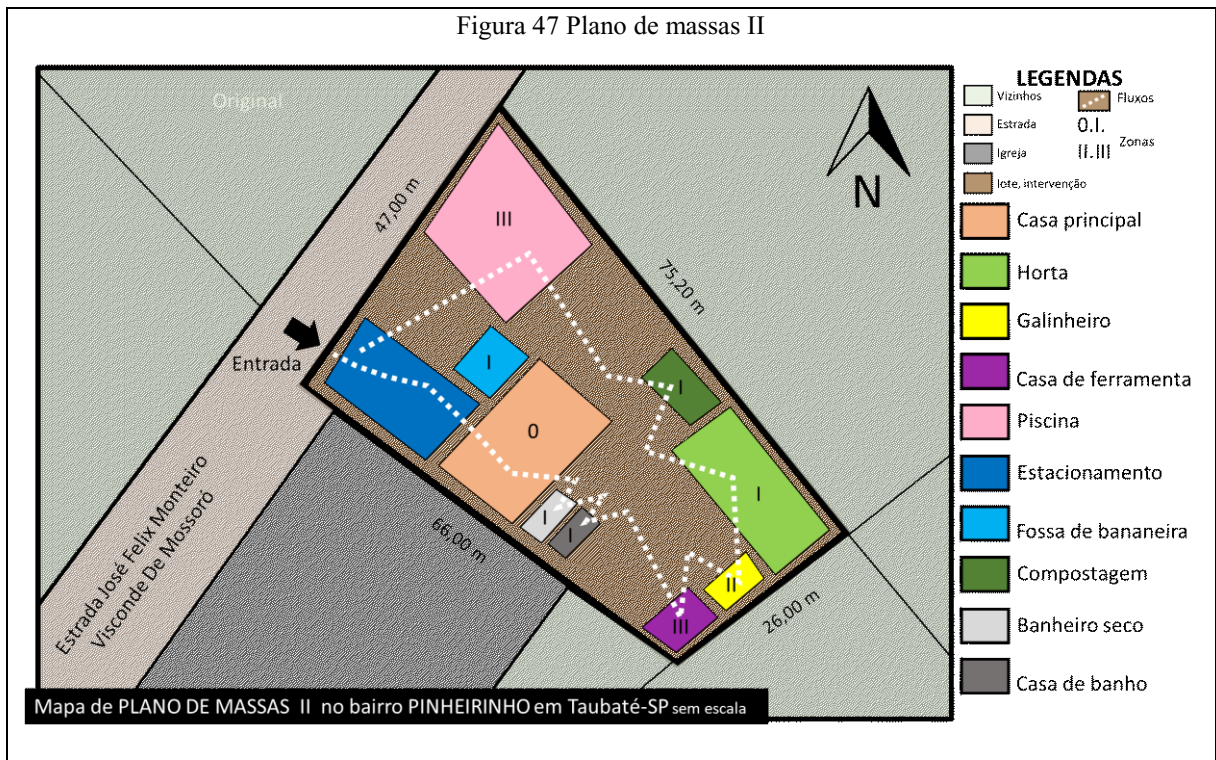 Figura 47 Plano de massas II
Original
47,00 m
75,20 m
66,00 m
26,00 m
N
Entrada
Estrada José Felix Monteiro
Visconde De Mossoró
III
I
I
0
I
I
I
II
III
Mapa de PLANO DE MASSAS II no bairro PINHEIRINHO em Taubaté-SP sem escala
LEGENDAS
Vizinhos
Fluxos
Estrada
0.I.
II.III
Zonas
Igreja
lote, intervenção
Casa principal
Horta
Galinheiro
Casa de ferramenta
Piscina
Estacionamento
Fossa de bananeira
Compostagem
Banheiro seco
Casa de banho